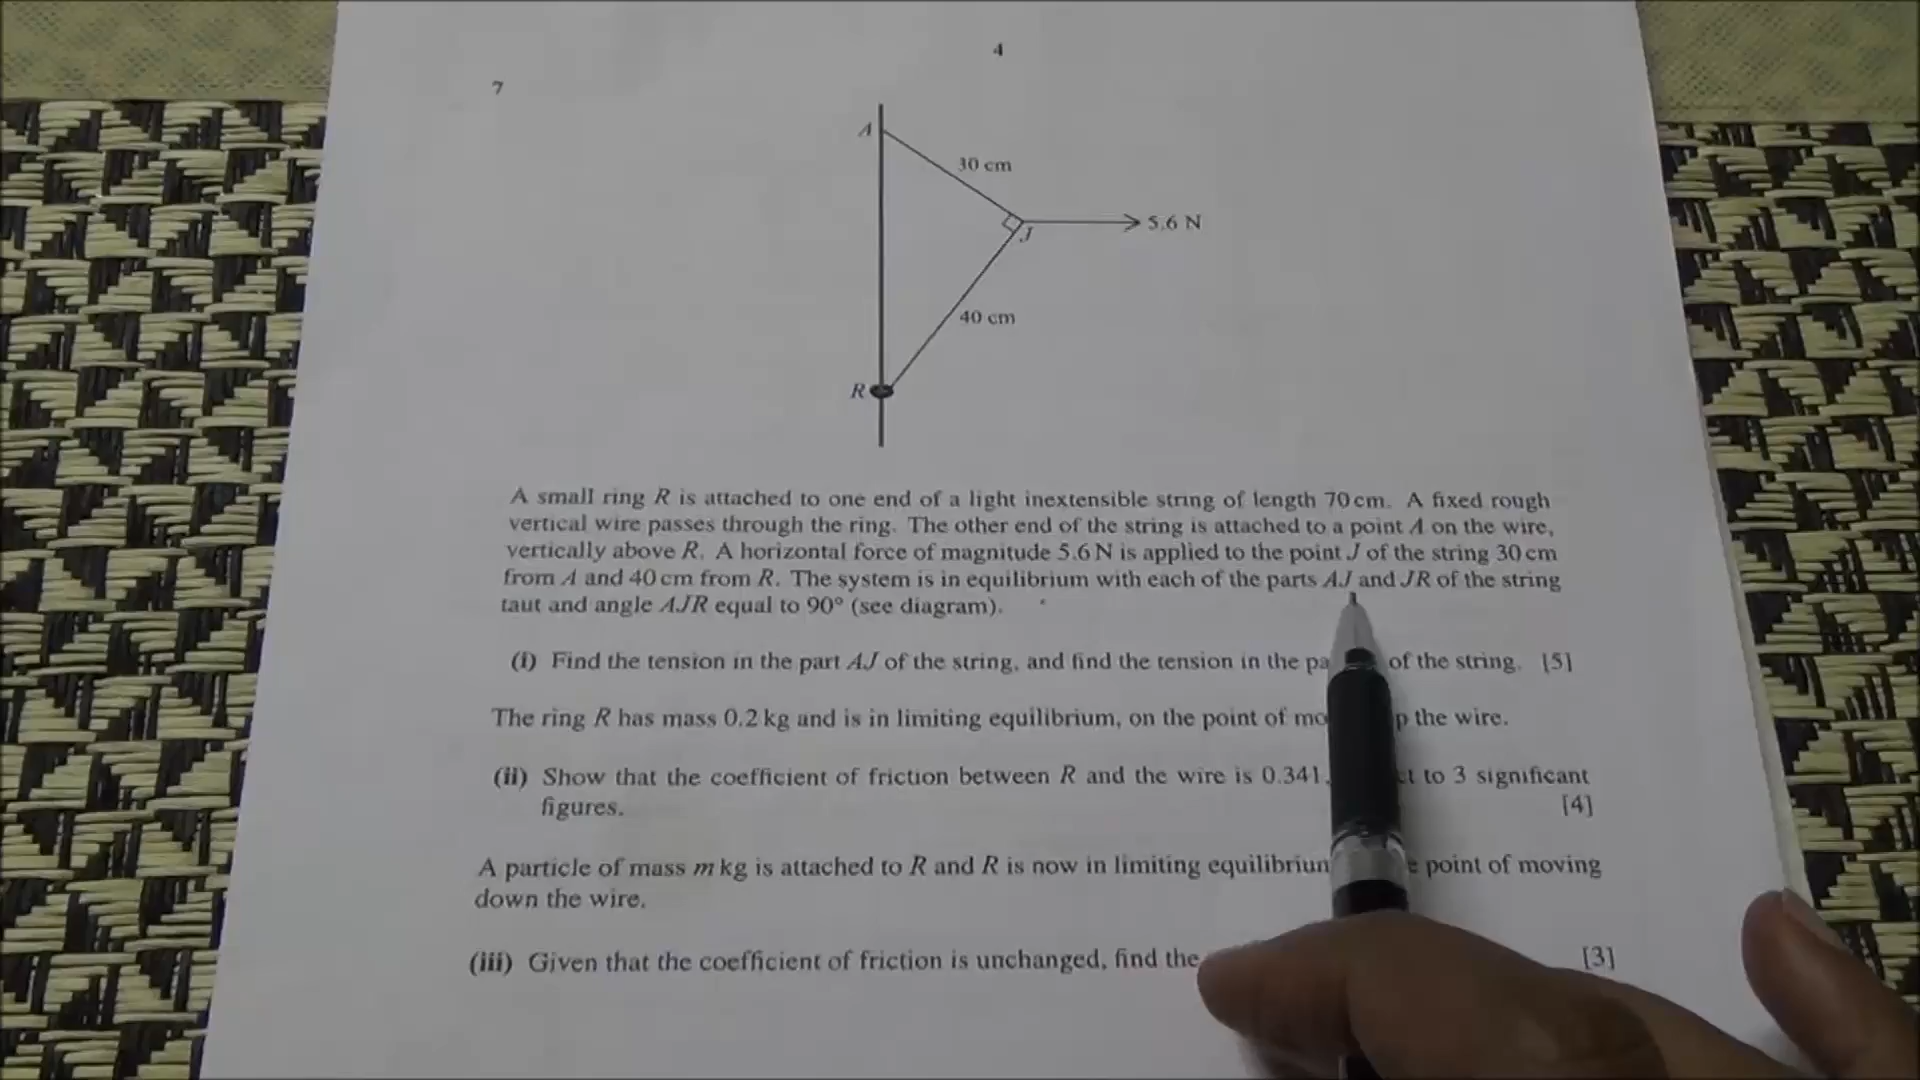 4
7
A
30 cm
5.6 N
J
40 cm
R
A small ring R is attached to one end of a light inextensible string of length 70 cm. A fixed rough
vertical wire passes through the ring. The other end of the string is attached to a point A on the wire,
vertically above R. A horizontal force of magnitude 5.6 N is applied to the point J of the string 30 cm
from A and 40 cm from R. The system is in equilibrium with each of the parts AJ and JR of the string
taut and angle AJR equal to 90° (see diagram).
(i) Find the tension in the part AJ of the string, and find the tension in the of the string. [5]
The ring R has mass 0.2 kg and is in limiting equilibrium, on the point of the wire.
(ii) Show that the coefficient of friction between R and the wire is 0.341, to 3 significant
figures. [4]
A particle of mass m kg is attached to R and R is now in limiting point of moving
down the wire.
(iii) Given that the coefficient of friction is unchanged, find the [3]